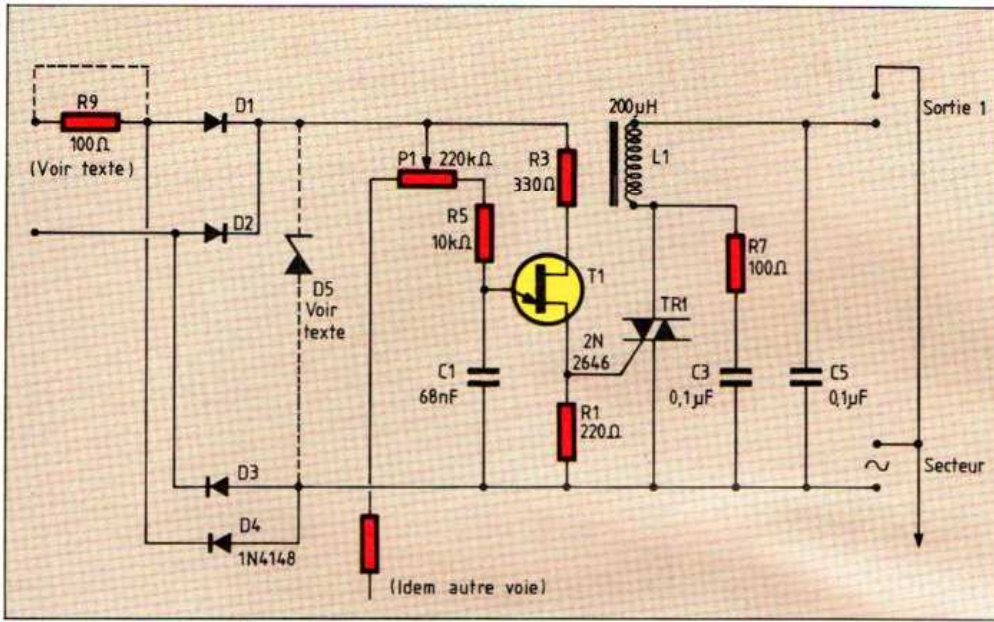 R9
100Ω
(Voir texte)
D1
D2
D5
Voir
texte
P1 220kΩ
R5
10kΩ
C1
68nF
R3
330Ω
T1
2N
2646
R1
220Ω
200µH
L1
TR1
R7
100Ω
C3
0,1µF
C5
0,1µF
Sortie 1
~ Secteur
D3
D4
1N4148
(Idem autre voie)